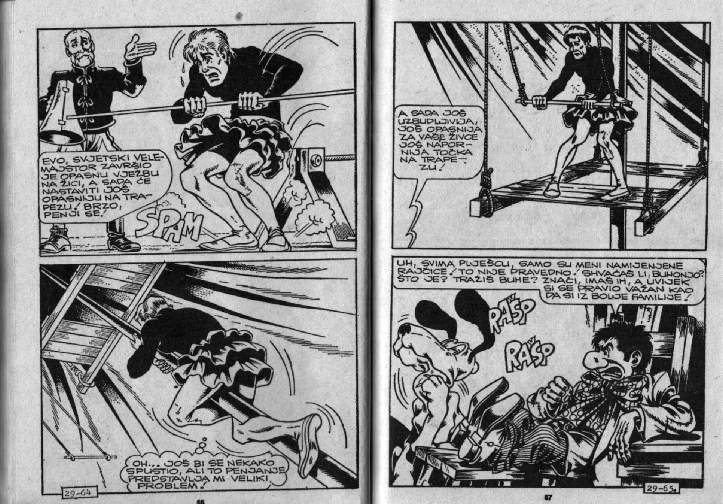 EVO, SVJETSKI VELE-
MAJSTOR ZAVRŠIO
JE OPASNU VJEŽBU
NA ŽICI, A SADA ĆE
NASTAVITI JOŠ
OPASNIJU NA TRA-
PEZU! BRZO,
PENJI SE!
SPAM
OH... JOŠ BI SE NEKAKO
SPUSTIO, ALI TO PENJANJE
PREDSTAVLJA MI VELIKI
PROBLEM!
29-64
66
A SADA JOŠ
UZBUDLJIVIJA,
JOŠ OPASNIJA
ZA VAŠE ŽIVCE
JOŠ NAPOR-
NIJA TOČKA
NA TRAPE-
ZU!
UH, SVIMA PLJEŠĆU, SAMO SU MENI NAMIJENJENE
RAJČICE! TO NIJE PRAVEDNO! SHVAĆAŠ LI, BUHONJO?
ŠTO JE? TRAŽIŠ BUHE? ZNAČI, IMAŠ IH, A UVIJEK
SI SE PRAVIO VAŽAN KAO
DA SI IZ BOLJE FAMILIJE!
RAŠP
RAŠP
29-65
67